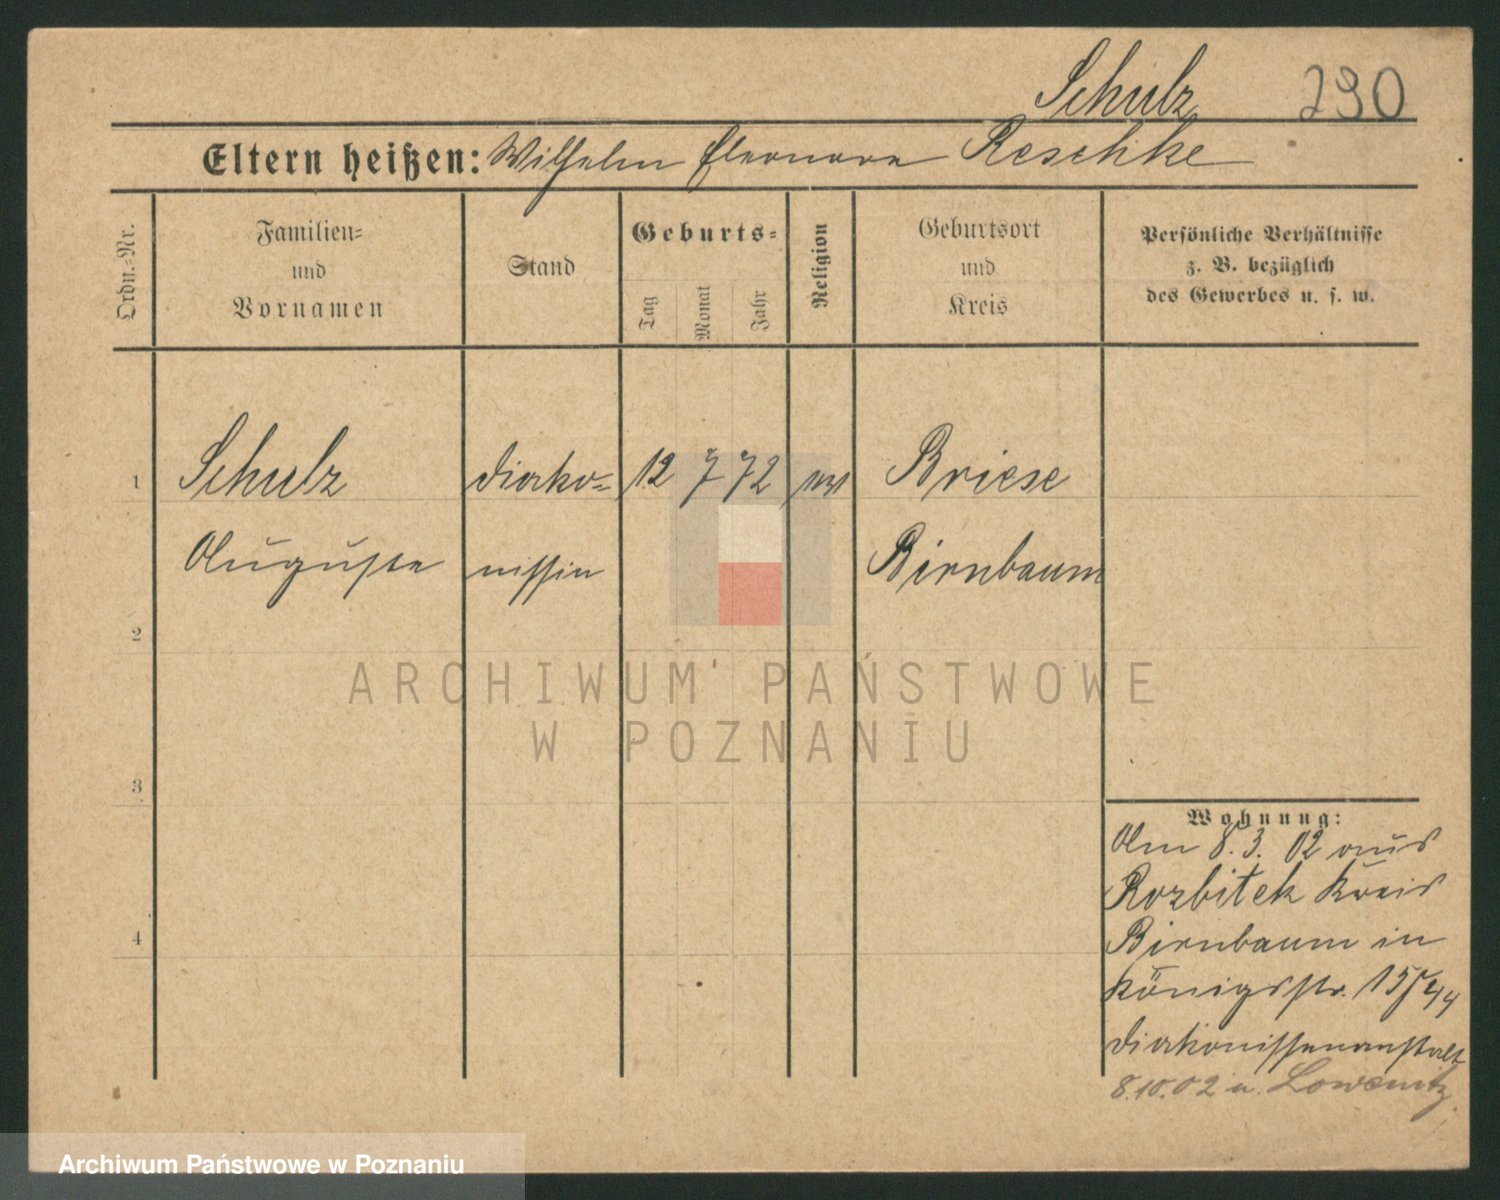 Schulz 290
Eltern heißen: Wilhelm Eleonore Reschke
Ordn.-Nr.
Familien-
und
Vornamen
Stand
Geburts-
Tag
Monat
Jahr
Religion
Geburtsort
und
Kreis
Persönliche Verhältnisse
z. B. bezüglich
des Gewerbes u. s. w.
1 Schulz Diako- 12 7 72 ev Briese
Auguste nissin Birnbaum
2
3
4
Wohnung:
Am 8.3.02 aus
Rozbitek Kreis
Birnbaum in
Königsstr. 15
Diakonissenanstalt
8.10.02 n.
ARCHIWUM PAŃSTWOWE
W POZNANIU
Archiwum Państwowe w Poznaniu